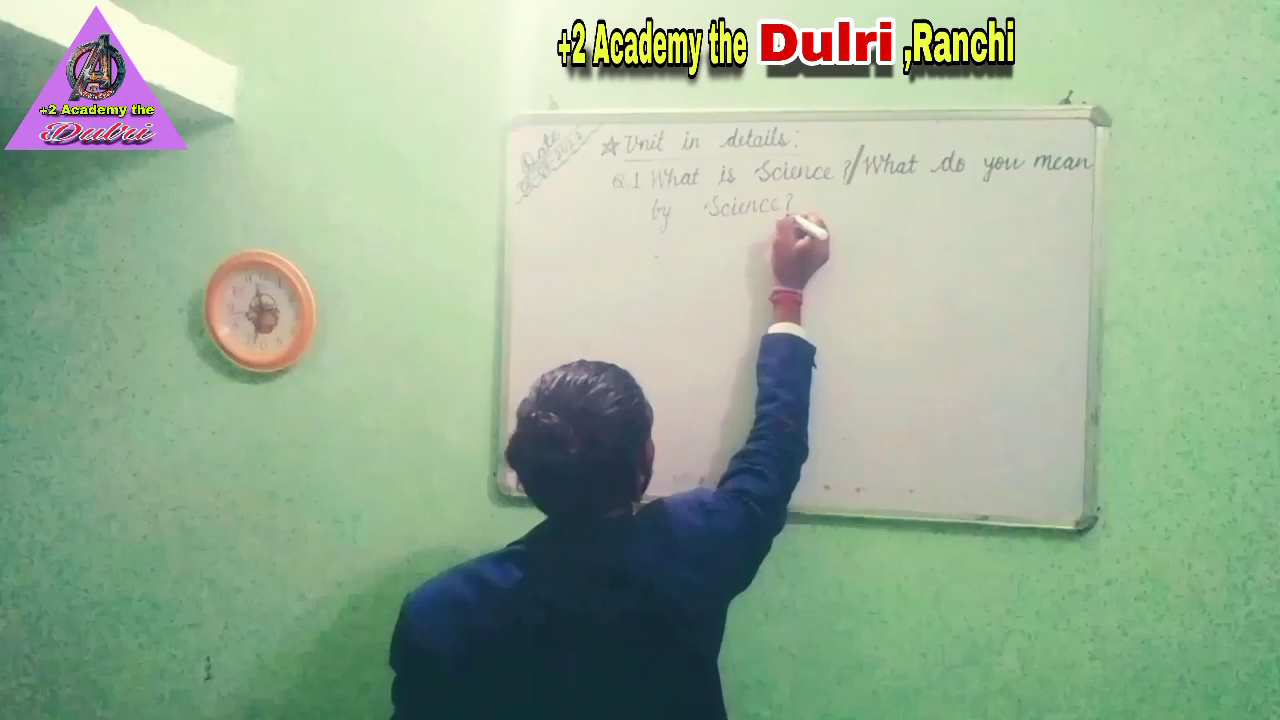 +2 Academy the Dulri ,Ranchi
+2 Academy the
Dulri
Date
☆ Unit in details:
Q.1. What is Science ?//What do you mean
by Science?